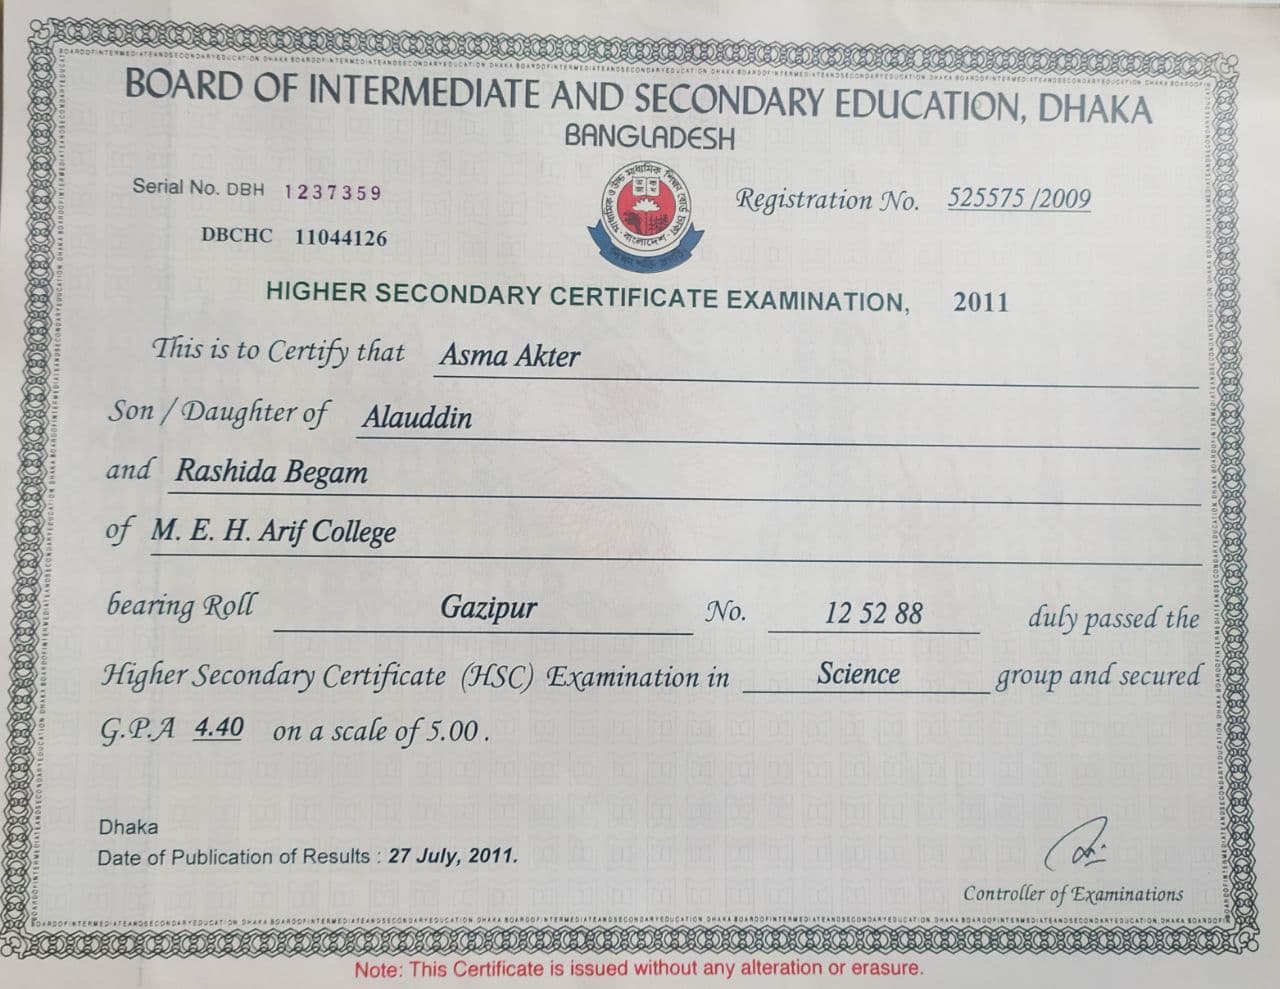 BOARD OF INTERMEDIATE AND SECONDARY EDUCATION, DHAKA
BANGLADESH
Serial No. DBH 1237359
Registration No. 525575 /2009
DBCHC 11044126
HIGHER SECONDARY CERTIFICATE EXAMINATION, 2011
This is to Certify that Asma Akter
Son / Daughter of Alauddin
and Rashida Begam
of M. E. H. Arif College
bearing Roll Gazipur No. 12 52 88 duly passed the
Higher Secondary Certificate (HSC) Examination in Science group and secured
G.P.A 4.40 on a scale of 5.00 .
Dhaka
Date of Publication of Results : 27 July, 2011.
Controller of Examinations
Note: This Certificate is issued without any alteration or erasure.